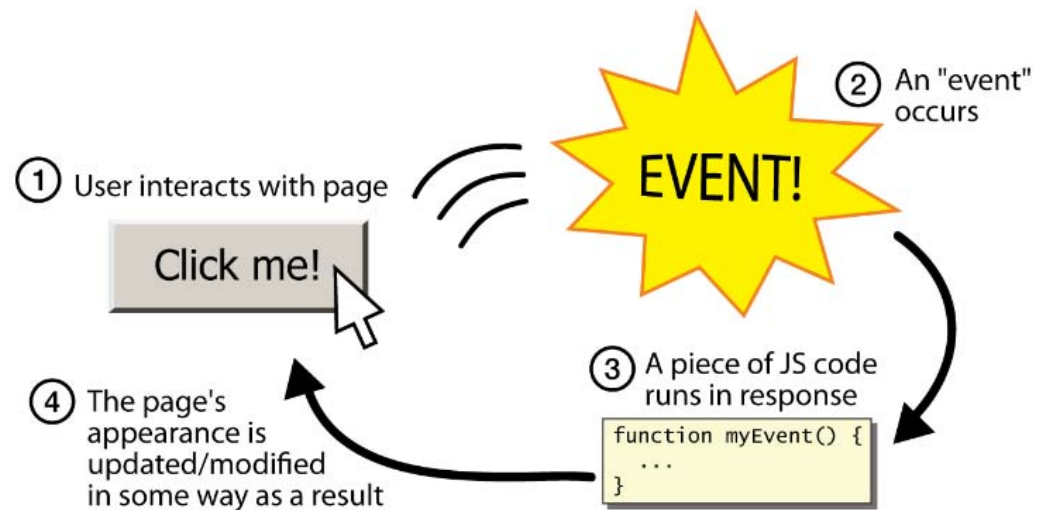 1 User interacts with page
Click me!
EVENT!
2 An "event"
occurs
3 A piece of JS code
runs in response
function myEvent() {
...
}
4 The page's
appearance is
updated/modified
in some way as a result